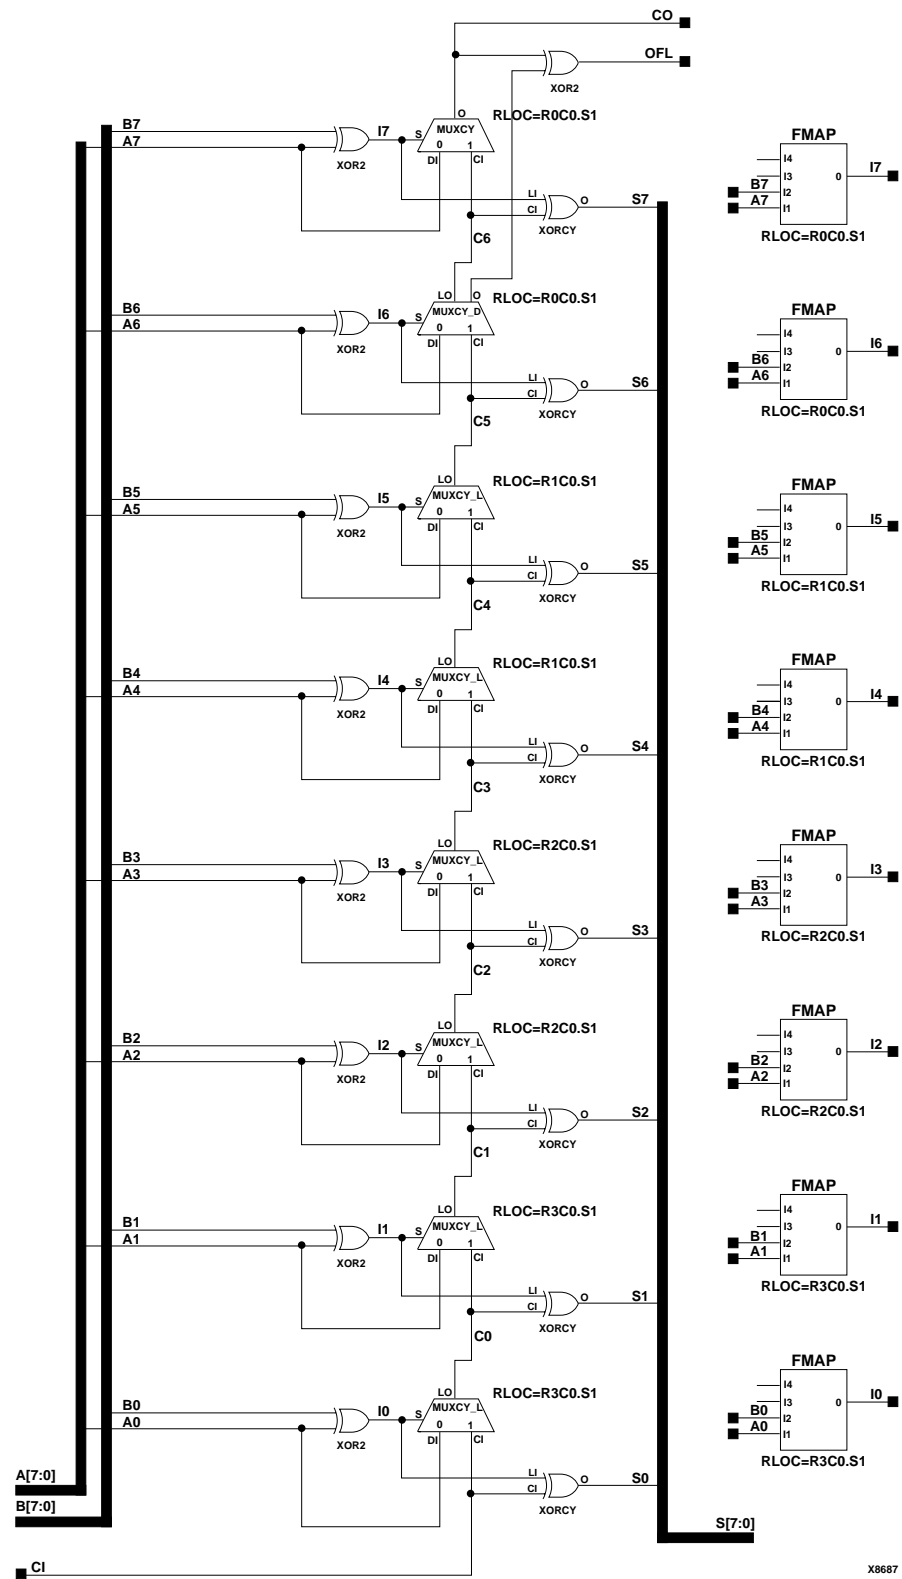 CO
OFL
XOR2
O
RLOC=R0C0.S1
B7
A7
XOR2
I7
S
MUXCY
0 1
DI CI
LI
CI
O
XORCY
S7
C6
FMAP
I4
I3
I2
I1
0
B7
A7
I7
RLOC=R0C0.S1
LO O
RLOC=R0C0.S1
B6
A6
XOR2
I6
S
MUXCY_D
0 1
DI CI
LI
CI
O
XORCY
S6
C5
FMAP
I4
I3
I2
I1
0
B6
A6
I6
RLOC=R0C0.S1
LO
RLOC=R1C0.S1
B5
A5
XOR2
I5
S
MUXCY_L
0 1
DI CI
LI
CI
O
XORCY
S5
C4
FMAP
I4
I3
I2
I1
0
B5
A5
I5
RLOC=R1C0.S1
LO
RLOC=R1C0.S1
B4
A4
XOR2
I4
S
MUXCY_L
0 1
DI CI
LI
CI
O
XORCY
S4
C3
FMAP
I4
I3
I2
I1
0
B4
A4
I4
RLOC=R1C0.S1
LO
RLOC=R2C0.S1
B3
A3
XOR2
I3
S
MUXCY_L
0 1
DI CI
LI
CI
O
XORCY
S3
C2
FMAP
I4
I3
I2
I1
0
B3
A3
I3
RLOC=R2C0.S1
LO
RLOC=R2C0.S1
B2
A2
XOR2
I2
S
MUXCY_L
0 1
DI CI
LI
CI
O
XORCY
S2
C1
FMAP
I4
I3
I2
I1
0
B2
A2
I2
RLOC=R2C0.S1
LO
RLOC=R3C0.S1
B1
A1
XOR2
I1
S
MUXCY_L
0 1
DI CI
LI
CI
O
XORCY
S1
C0
FMAP
I4
I3
I2
I1
0
B1
A1
I1
RLOC=R3C0.S1
LO
RLOC=R3C0.S1
B0
A0
XOR2
I0
S
MUXCY_L
0 1
DI CI
LI
CI
O
XORCY
S0
FMAP
I4
I3
I2
I1
0
B0
A0
I0
RLOC=R3C0.S1
A[7:0]
B[7:0]
S[7:0]
CI
X8687